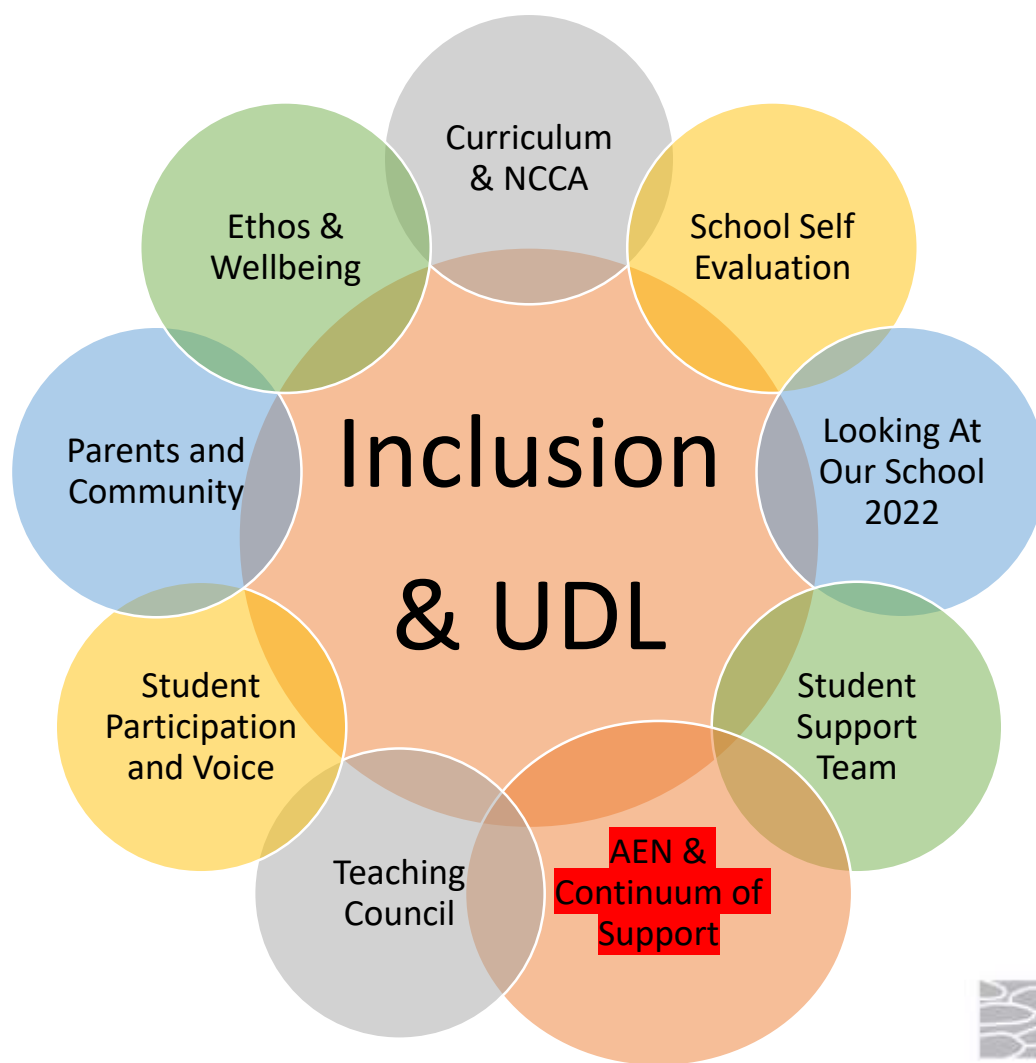 Curriculum
& NCCA
School Self
Evaluation
Looking At
Our School
2022
Student
Support
Team
AEN &
Continuum of
Support
Teaching
Council
Student
Participation
and Voice
Parents and
Community
Ethos &
Wellbeing
Inclusion
& UDL